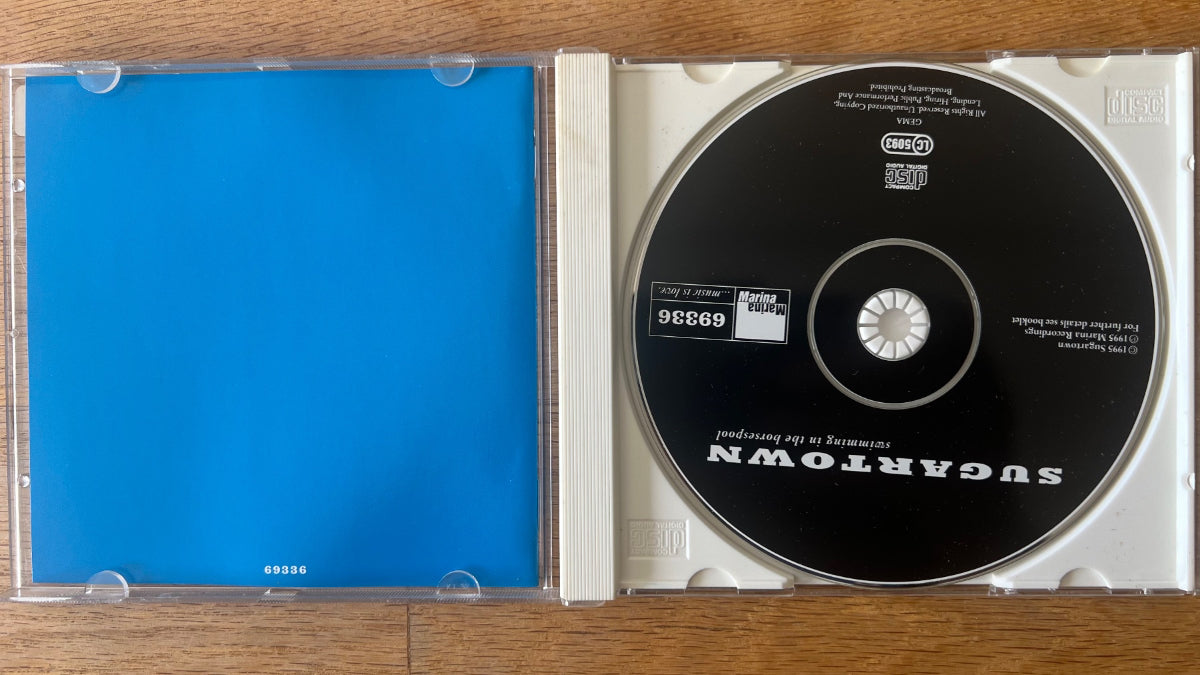 69336
SUGARTOWN
swimming in the horsespool
69336
Marina
Marina
...music is love.
© 1995 Sugartown
℗ 1995 Marina Recordings
For further details see booklet
COMPACT
disc
DIGITAL AUDIO
LC 5093
GEMA
All Rights Reserved. Unauthorized Copying,
Lending, Hiring, Public Performance And
Broadcasting Prohibited
COMPACT
disc
DIGITAL AUDIO
COMPACT
disc
DIGITAL AUDIO